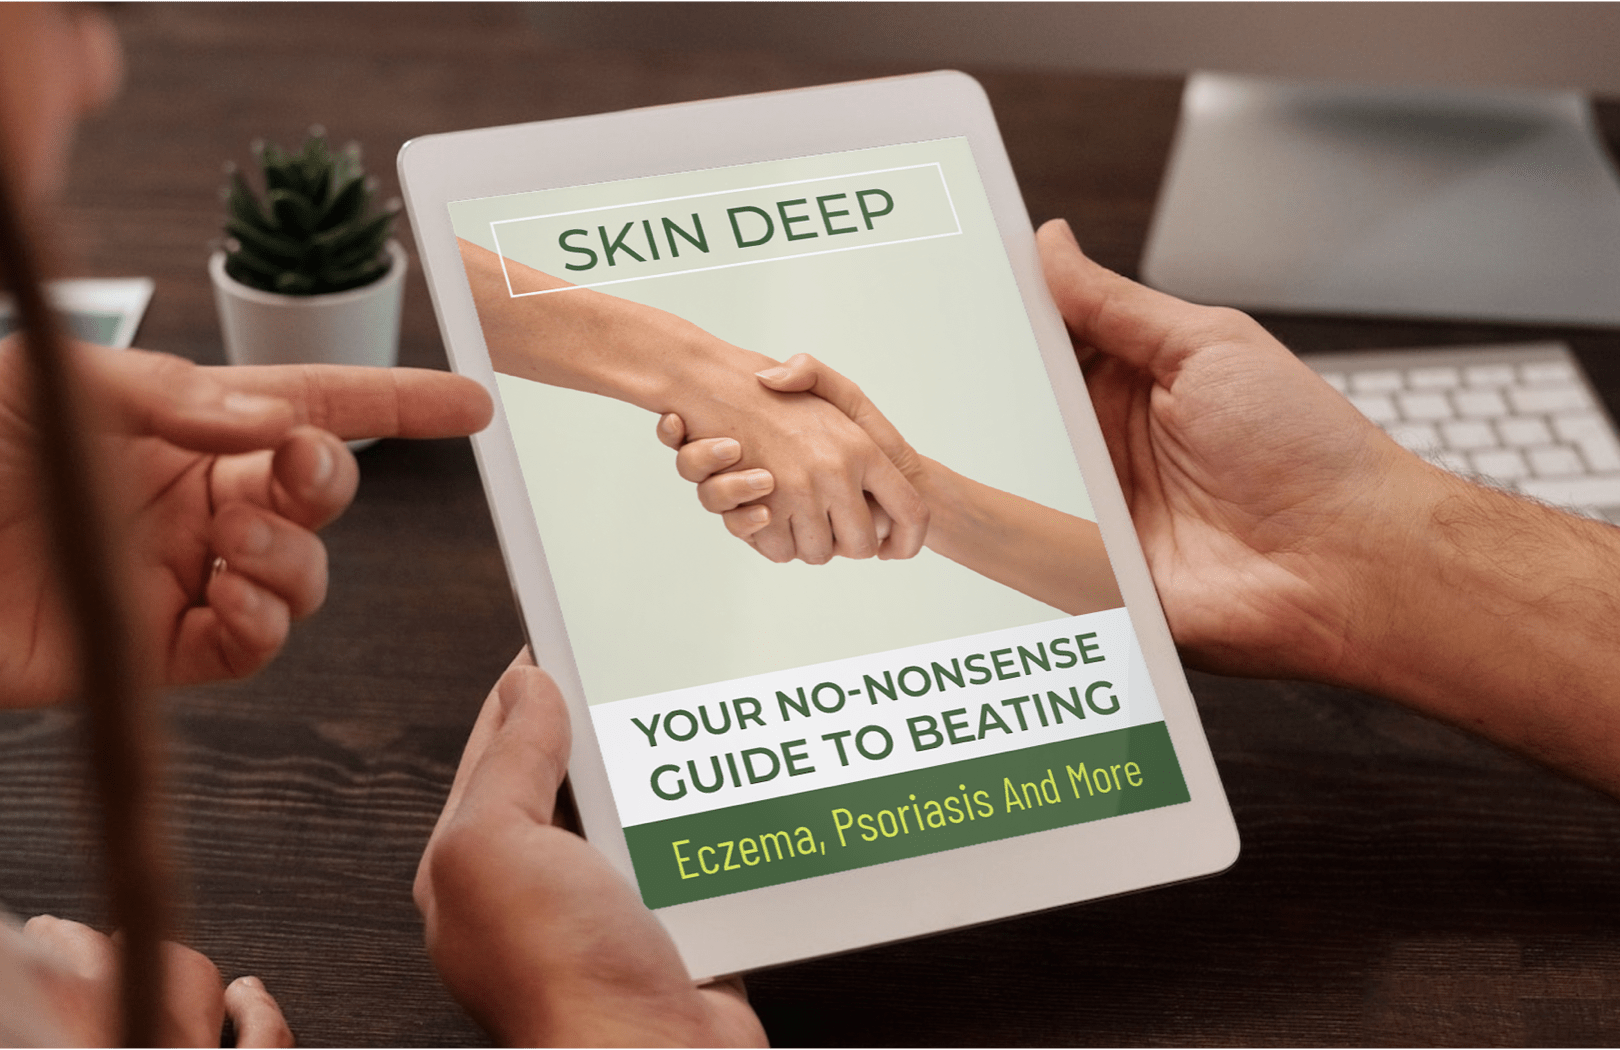 SKIN DEEP
YOUR NO-NONSENSE
GUIDE TO BEATING
Eczema, Psoriasis And More